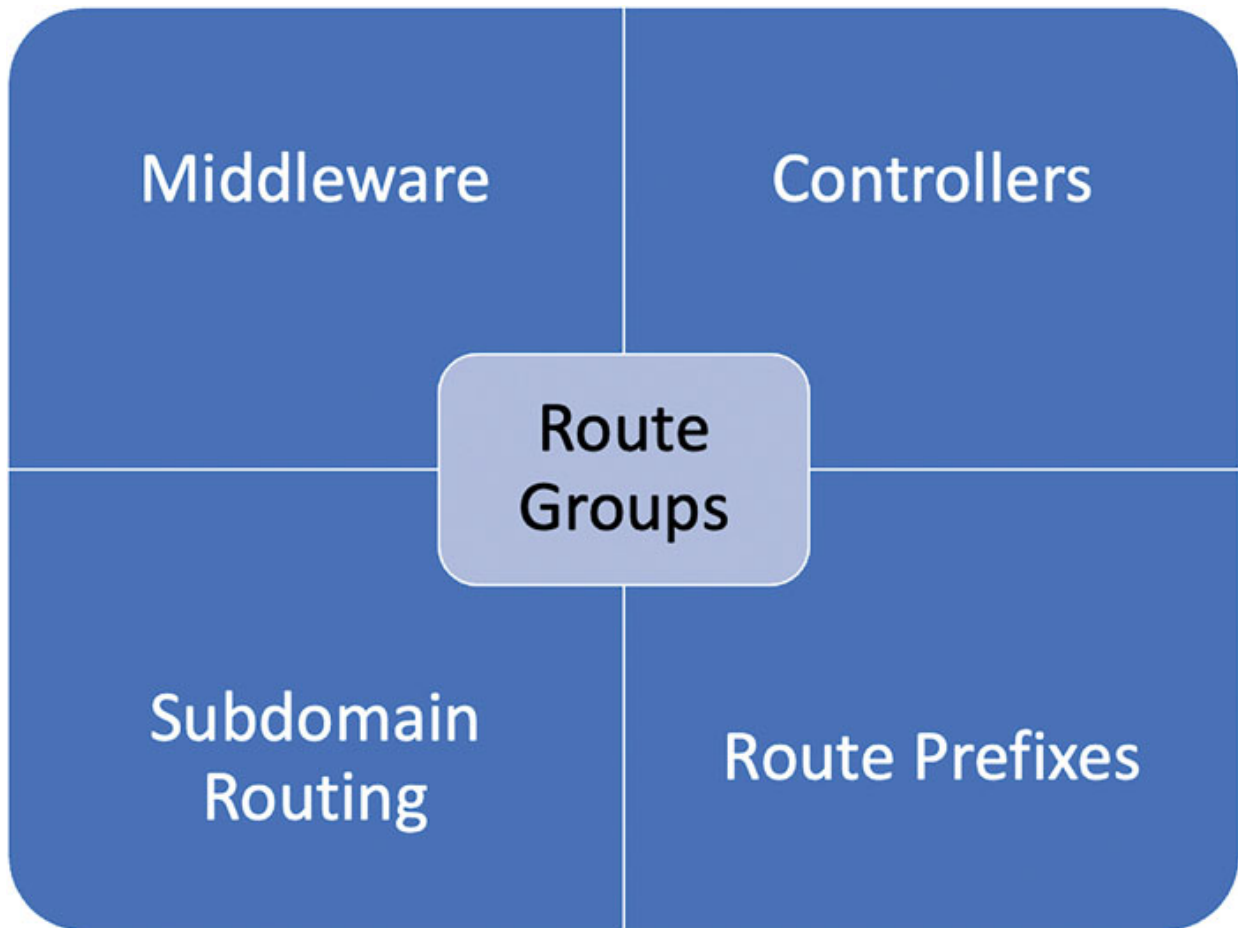 Middleware
Controllers
Route
Groups
Subdomain
Routing
Route Prefixes